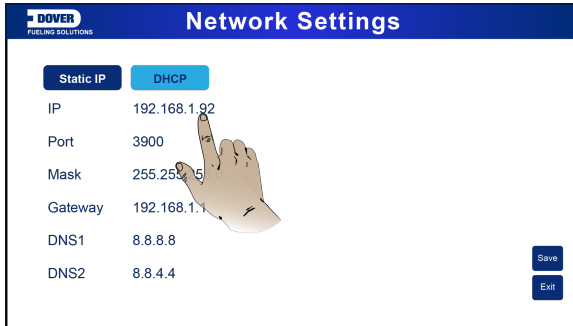 DOVER
FUELING SOLUTIONS
Network Settings
Static IP DHCP
IP 192.168.1.92
Port 3900
Mask
Gateway 192.168.1.1
DNS1 8.8.8.8
DNS2 8.8.4.4
Save
Exit